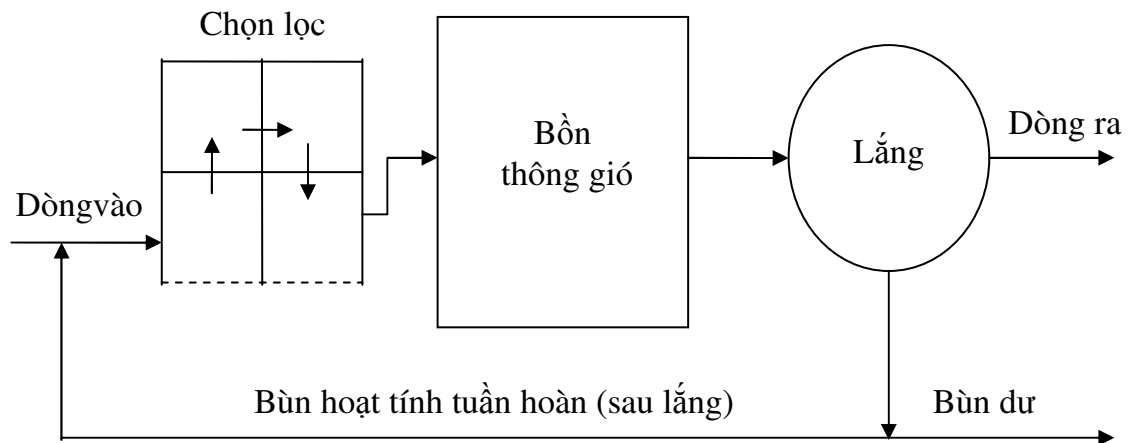 Chọn lọc
Bồn
thông gió
Lắng
Dòng ra
Dòngvào
Bùn hoạt tính tuần hoàn (sau lắng)
Bùn dư